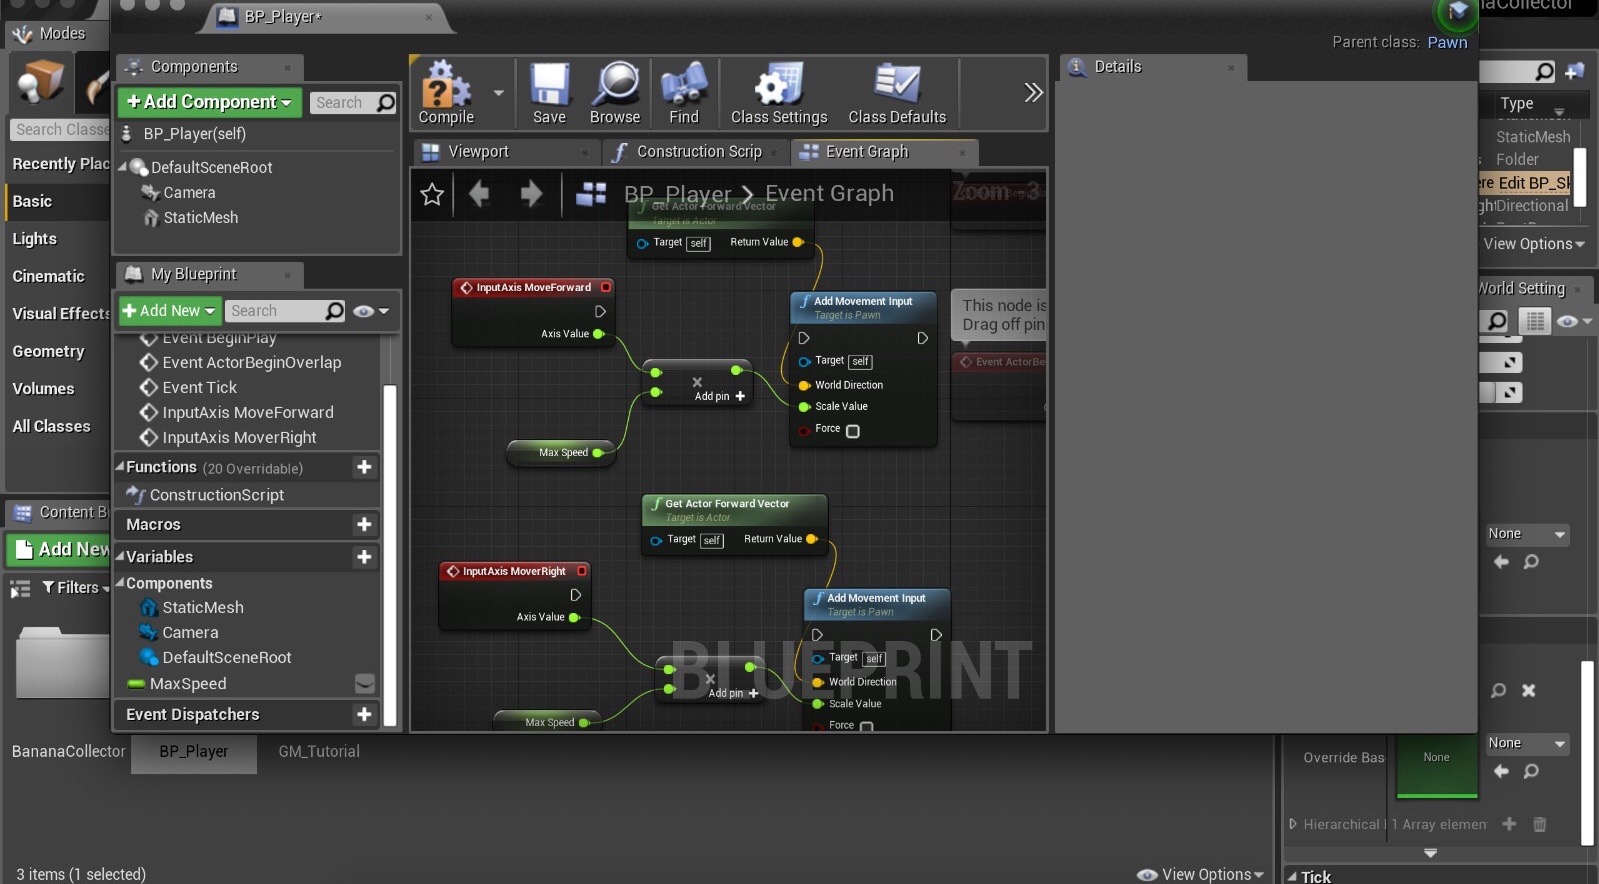 BP_Player*
anaCollector
Parent class: Pawn
Modes
Search Classe
Recently Plac
Basic
Lights
Cinematic
Visual Effects
Geometry
Volumes
All Classes
Components
Add Component
Search
BP_Player(self)
DefaultSceneRoot
Camera
StaticMesh
My Blueprint
Add New
Search
Event BeginPlay
Event ActorBeginOverlap
Event Tick
InputAxis MoveForward
InputAxis MoverRight
Functions (20 Overridable)
ConstructionScript
Macros
Variables
Components
StaticMesh
Camera
DefaultSceneRoot
MaxSpeed
Event Dispatchers
Compile
Save
Browse
Find
Class Settings
Class Defaults
Viewport
Construction Scrip
Event Graph
BP_Player > Event Graph
Zoom -3
Get Actor Forward Vector
Target is Actor
Target self
Return Value
InputAxis MoveForward
Axis Value
Add pin
Max Speed
Add Movement Input
Target is Pawn
Target self
World Direction
Scale Value
Force
This node is
Drag off pin
Event ActorBe
Get Actor Forward Vector
Target is Actor
Target self
Return Value
InputAxis MoverRight
Axis Value
Add pin
Max Speed
Add Movement Input
Target is Pawn
Target self
World Direction
Scale Value
Force
BLUEPRINT
Details
Type
StaticMesh
Folder
ere Edit BP_Sk
gh Directional
View Options
World Setting
None
None
None
Override Bas
Hierarchical
1 Array elemen
Tick
Content B
Add New
Filters
BananaCollector
BP_Player
GM_Tutorial
3 items (1 selected)
View Options